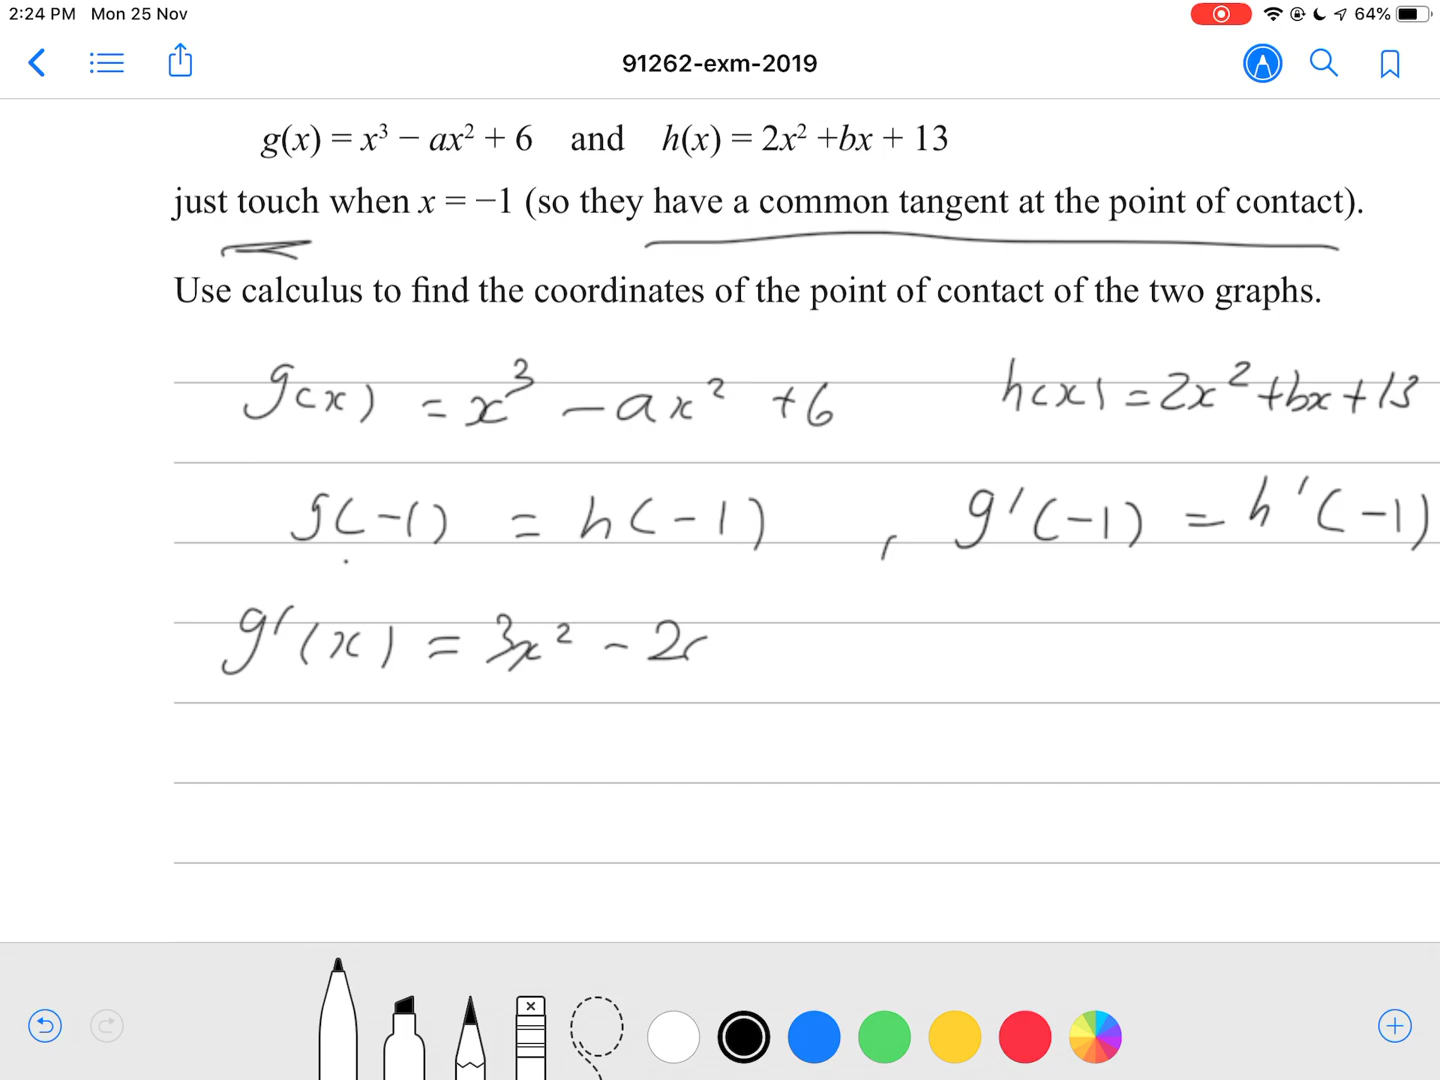 2:24 PM Mon 25 Nov 64%
91262-exm-2019
g(x) = x³ − ax² + 6 and h(x) = 2x² +bx + 13
just touch when x = −1 (so they have a common tangent at the point of contact).
Use calculus to find the coordinates of the point of contact of the two graphs.
g(x) = x³ − ax² + 6 h(x) = 2x² + bx + 13
g(−1) = h(−1) , g′(−1) = h′(−1)
g′(x) = 3x² − 2